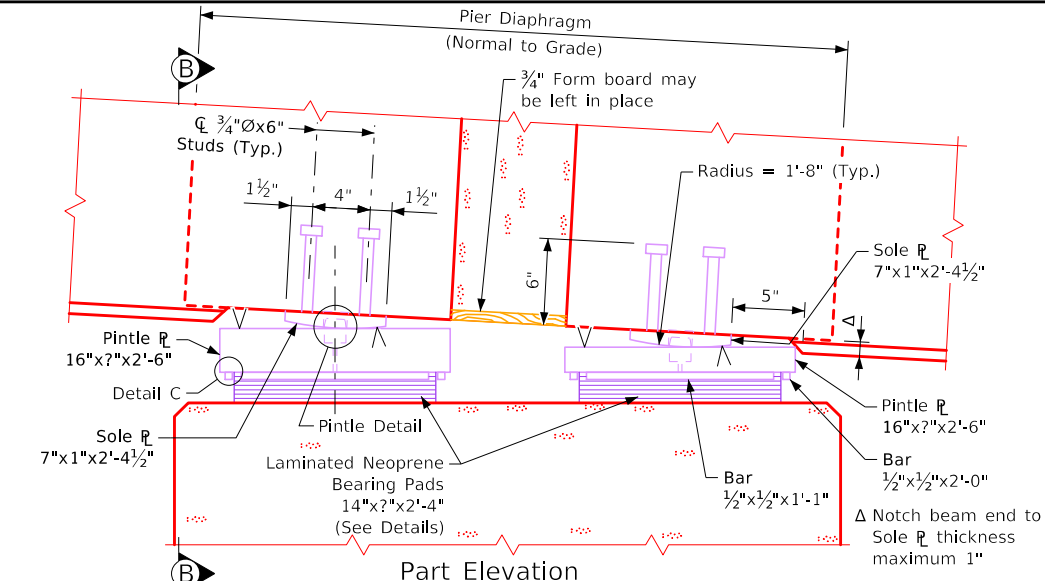 Pier Diaphragm
(Normal to Grade)
B
¾" Form board may
be left in place
℄ ¾"Øx6"
Studs (Typ.)
Radius = 1'-8" (Typ.)
1½"
4"
1½"
6"
Sole ⅊
7"x1"x2'-4½"
5"
Δ
Pintle ⅊
16"x?"x2'-6"
Detail C
Pintle Detail
Sole ⅊
7"x1"x2'-4½"
Laminated Neoprene
Bearing Pads
14"x?"x2'-4"
(See Details)
Pintle ⅊
16"x?"x2'-6"
Bar
½"x½"x2'-0"
Bar
½"x½"x1'-1"
Δ Notch beam end to
Sole ⅊ thickness
maximum 1"
B
Part Elevation